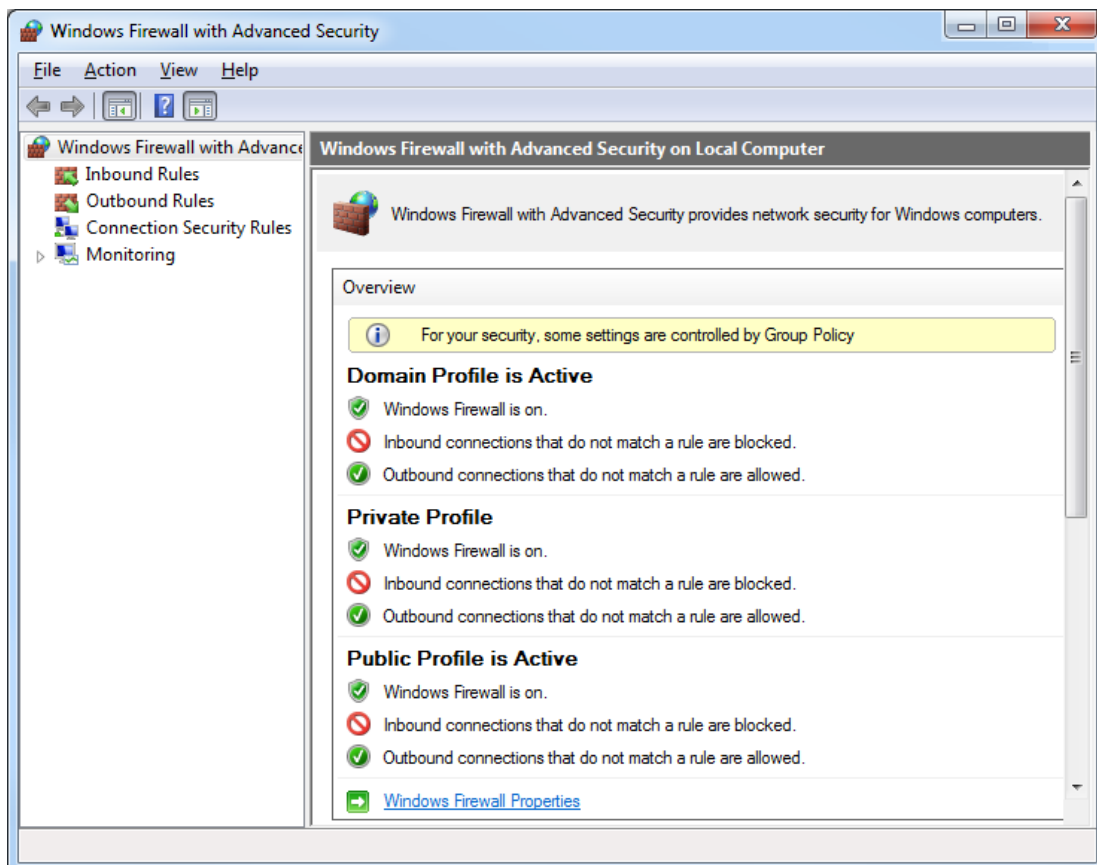 Windows Firewall with Advanced Security
File Action View Help
Windows Firewall with Advance
Inbound Rules
Outbound Rules
Connection Security Rules
Monitoring
Windows Firewall with Advanced Security on Local Computer
Windows Firewall with Advanced Security provides network security for Windows computers.
Overview
For your security, some settings are controlled by Group Policy
Domain Profile is Active
Windows Firewall is on.
Inbound connections that do not match a rule are blocked.
Outbound connections that do not match a rule are allowed.
Private Profile
Windows Firewall is on.
Inbound connections that do not match a rule are blocked.
Outbound connections that do not match a rule are allowed.
Public Profile is Active
Windows Firewall is on.
Inbound connections that do not match a rule are blocked.
Outbound connections that do not match a rule are allowed.
Windows Firewall Properties